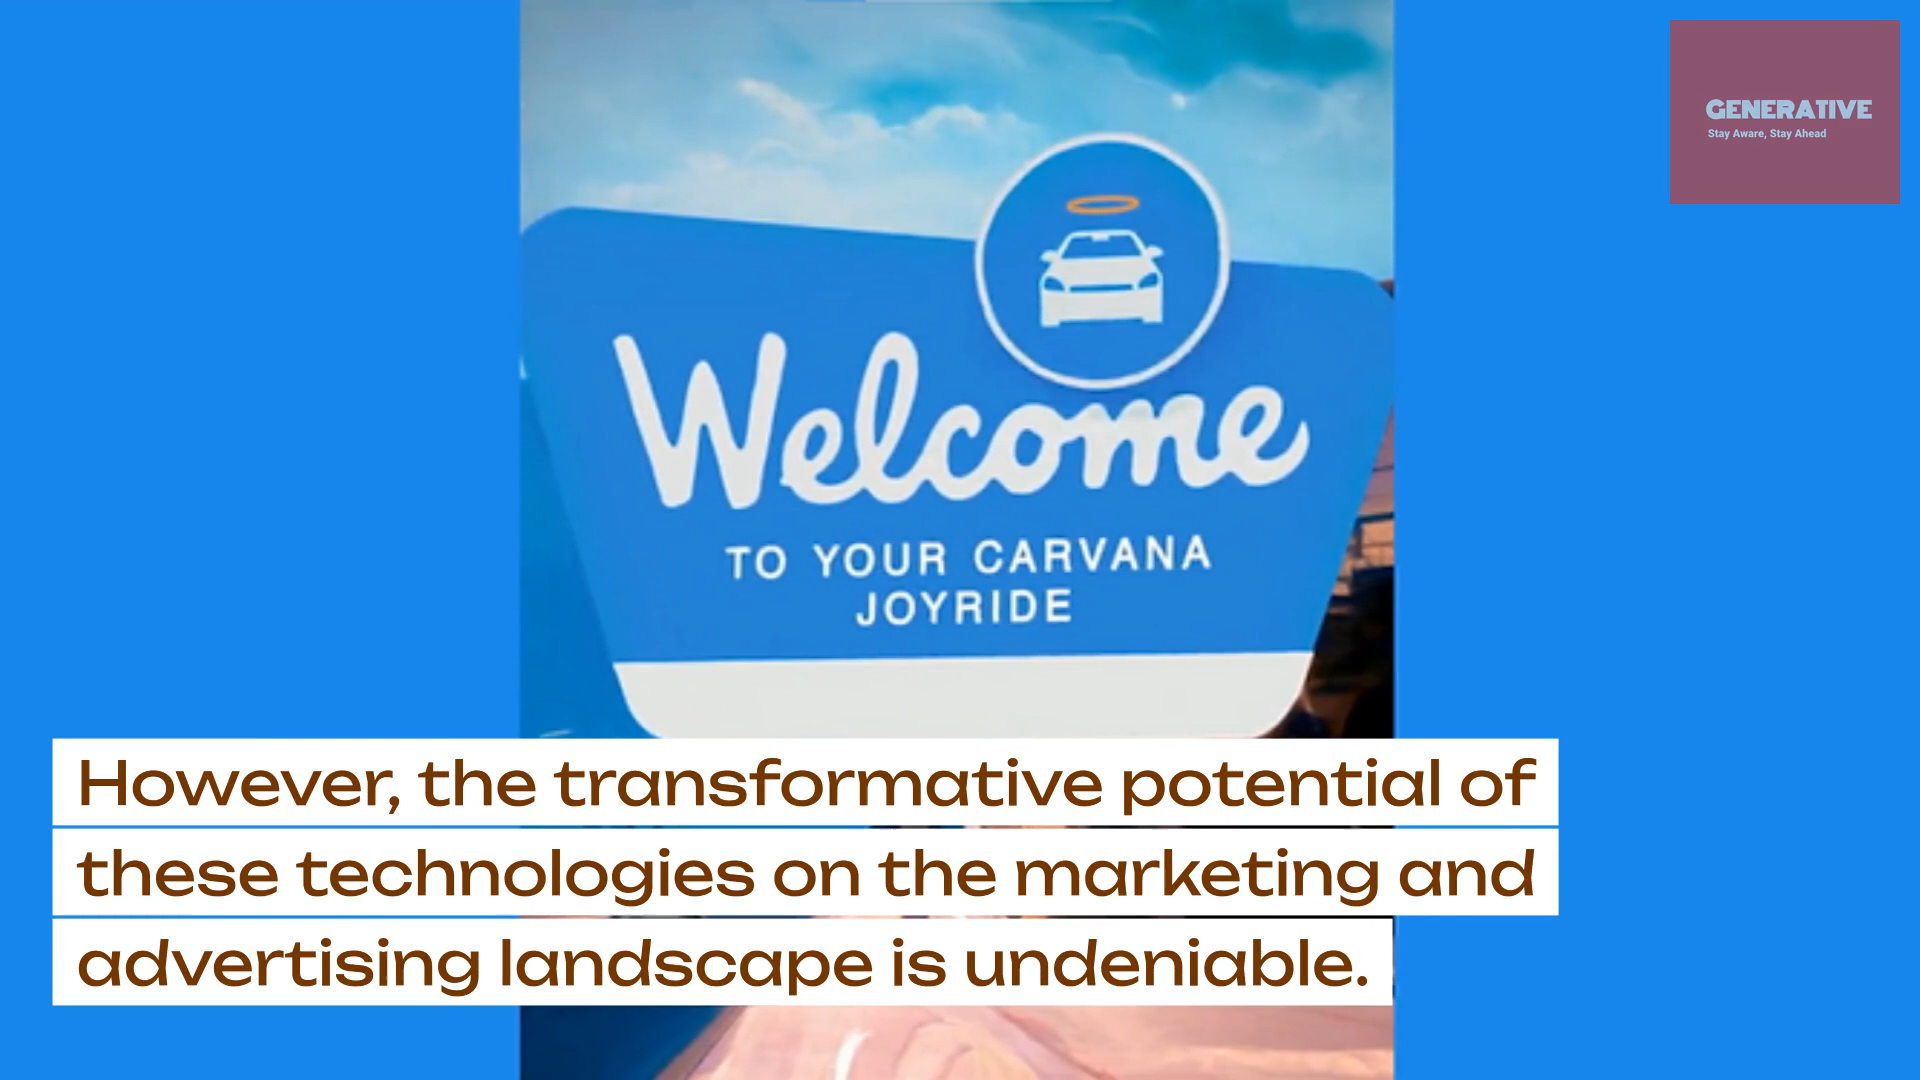 GENERATIVE
Stay Aware, Stay Ahead
Welcome
TO YOUR CARVANA
JOYRIDE
However, the transformative potential of
these technologies on the marketing and
advertising landscape is undeniable.